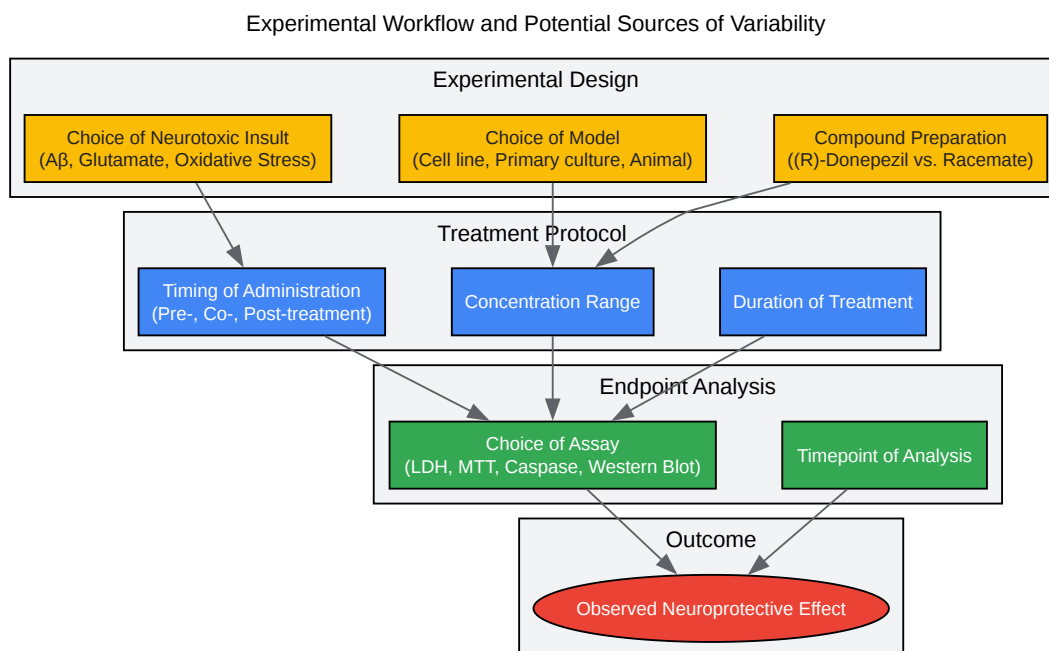 Experimental Workflow and Potential Sources of Variability
Experimental Design
Choice of Neurotoxic Insult
(Aβ, Glutamate, Oxidative Stress)
Choice of Model
(Cell line, Primary culture, Animal)
Compound Preparation
((R)-Donepezil vs. Racemate)
Treatment Protocol
Timing of Administration
(Pre-, Co-, Post-treatment)
Concentration Range
Duration of Treatment
Endpoint Analysis
Choice of Assay
(LDH, MTT, Caspase, Western Blot)
Timepoint of Analysis
Outcome
Observed Neuroprotective Effect